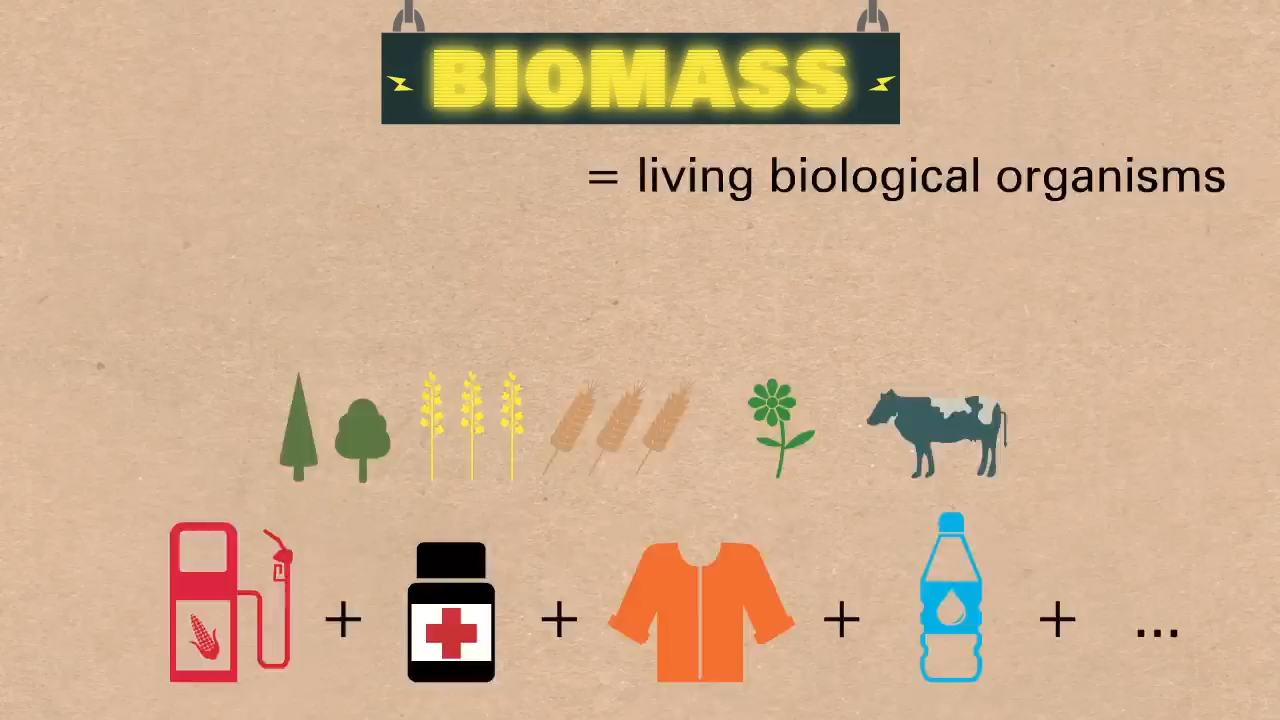 BIOMASS
= living biological organisms
+ + + + ...